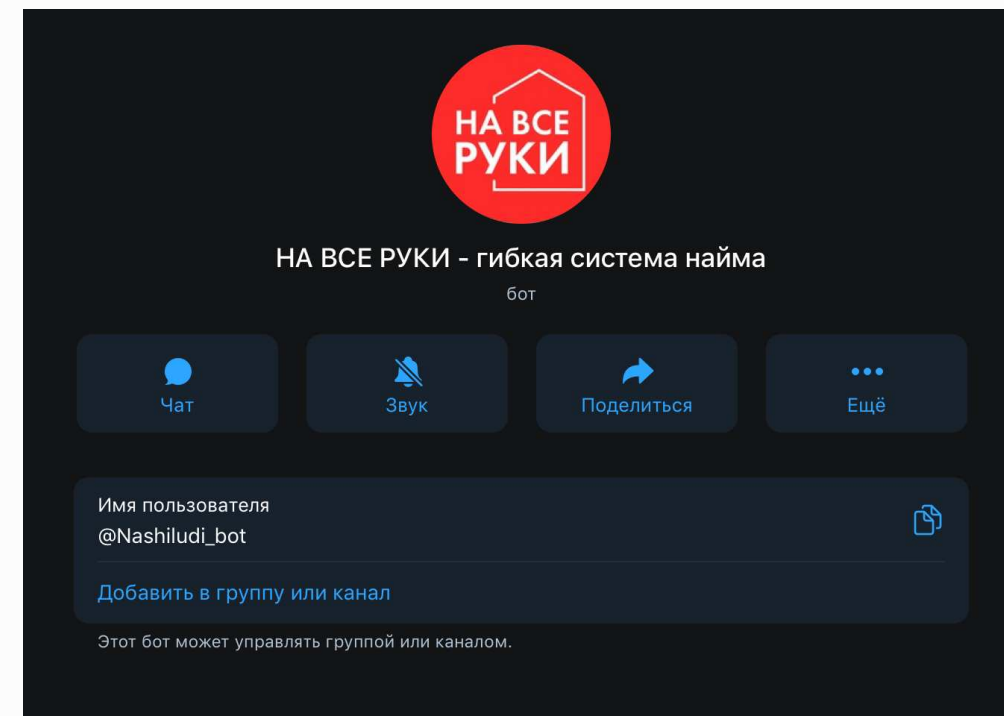 НА ВСЕ
РУКИ
НА ВСЕ РУКИ - гибкая система найма
бот
Чат
Звук
Поделиться
Ещё
Имя пользователя
@Nashiludi_bot
Добавить в группу или канал
Этот бот может управлять группой или каналом.